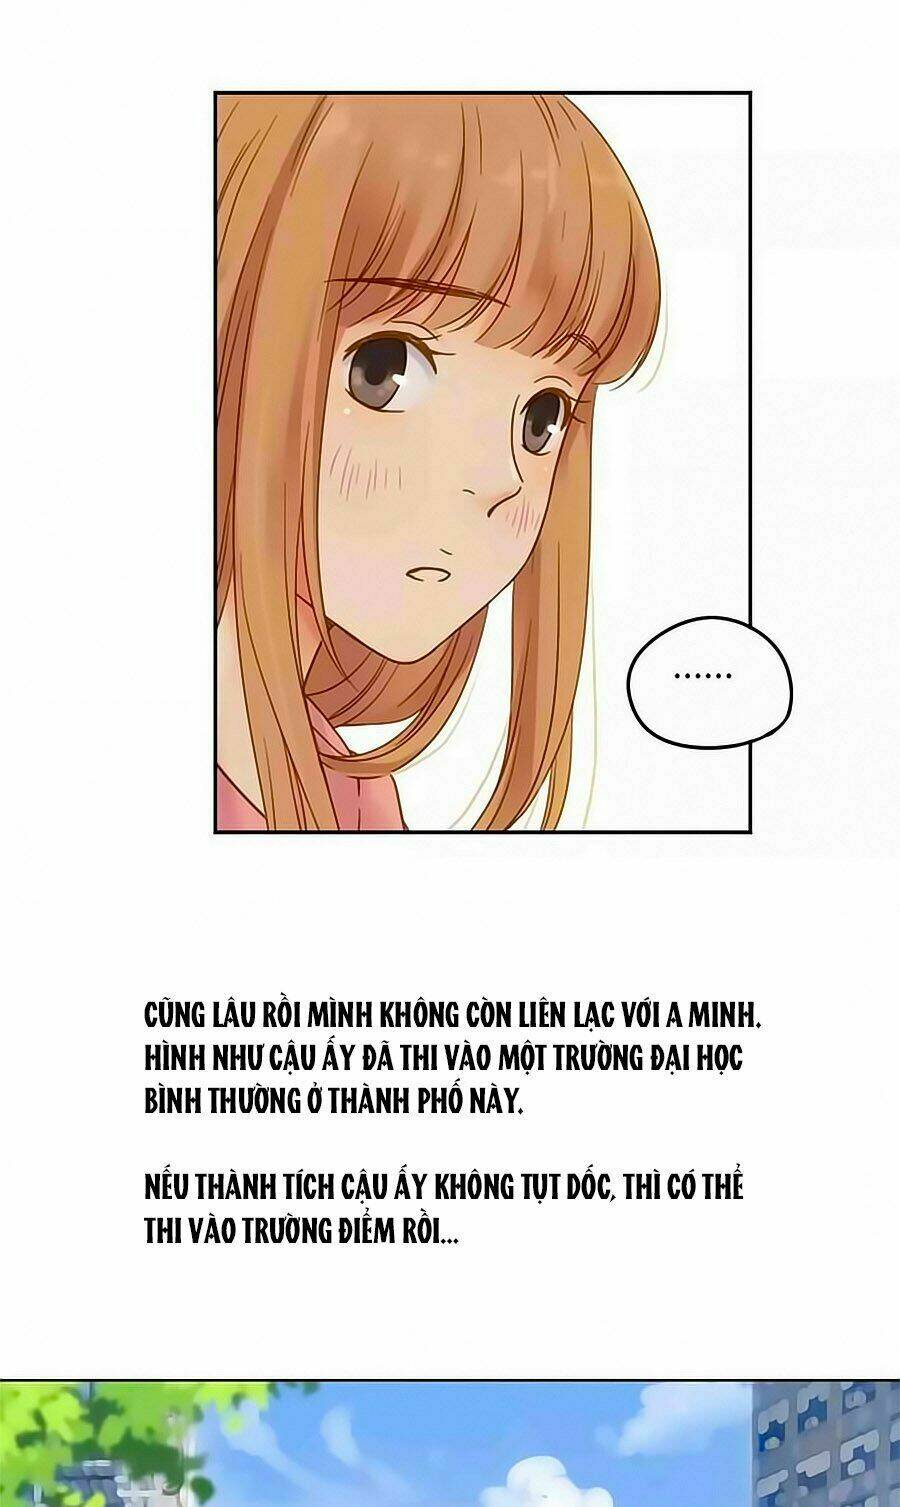 ......
CŨNG LÂU RỒI MÌNH KHÔNG CÒN LIÊN LẠC VỚI A MINH.
HÌNH NHƯ CẬU ẤY ĐÃ THI VÀO MỘT TRƯỜNG ĐẠI HỌC
BÌNH THƯỜNG Ở THÀNH PHỐ NÀY.
NẾU THÀNH TÍCH CẬU ẤY KHÔNG TỤT DỐC, THÌ CÓ THỂ
THI VÀO TRƯỜNG ĐIỂM RỒI...